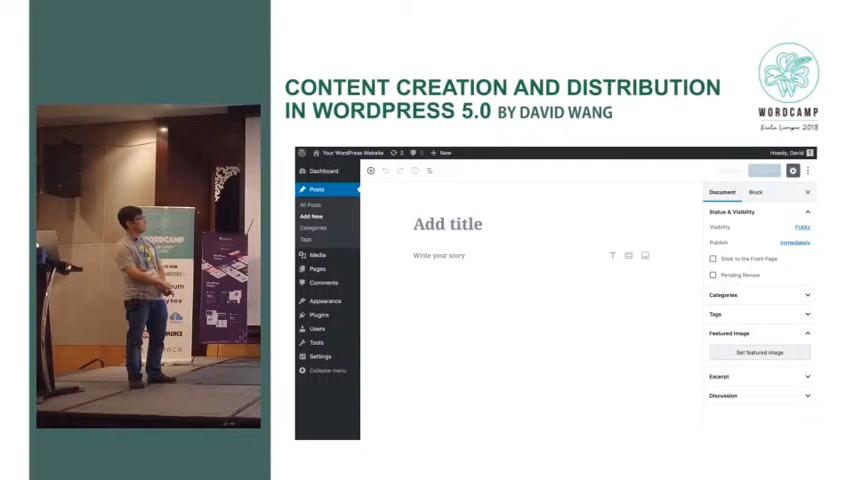 CONTENT CREATION AND DISTRIBUTION
IN WORDPRESS 5.0 BY DAVID WANG
WORDCAMP
Kuala Lumpur 2018
Your WordPress Website
2
0
New
Howdy, David
Dashboard
Posts
All Posts
Add New
Categories
Tags
Media
Pages
Comments
Appearance
Plugins
Users
Tools
Settings
Collapse menu
Add title
Write your story
Document
Block
Status & Visibility
Visibility
Public
Publish
Immediately
Stick to the Front Page
Pending Review
Categories
Tags
Featured Image
Set featured image
Excerpt
Discussion
WORDCAMP